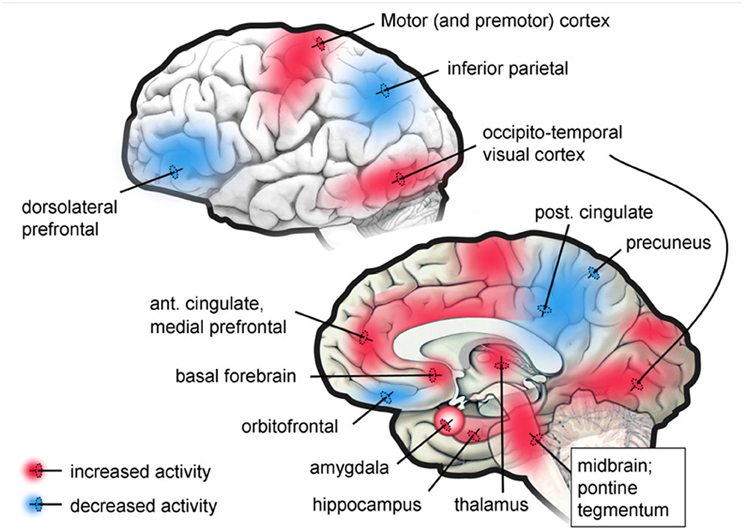 Motor (and premotor) cortex
inferior parietal
occipito-temporal
visual cortex
dorsolateral
prefrontal
post. cingulate
precuneus
ant. cingulate,
medial prefrontal
basal forebrain
orbitofrontal
amygdala
hippocampus
thalamus
midbrain;
pontine
tegmentum
increased activity
decreased activity